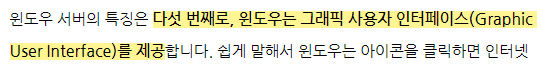 윈도우 서버의 특징은 다섯 번째로, 윈도우는 그래픽 사용자 인터페이스(Graphic
User Interface)를 제공합니다. 쉽게 말해서 윈도우는 아이콘을 클릭하면 인터넷